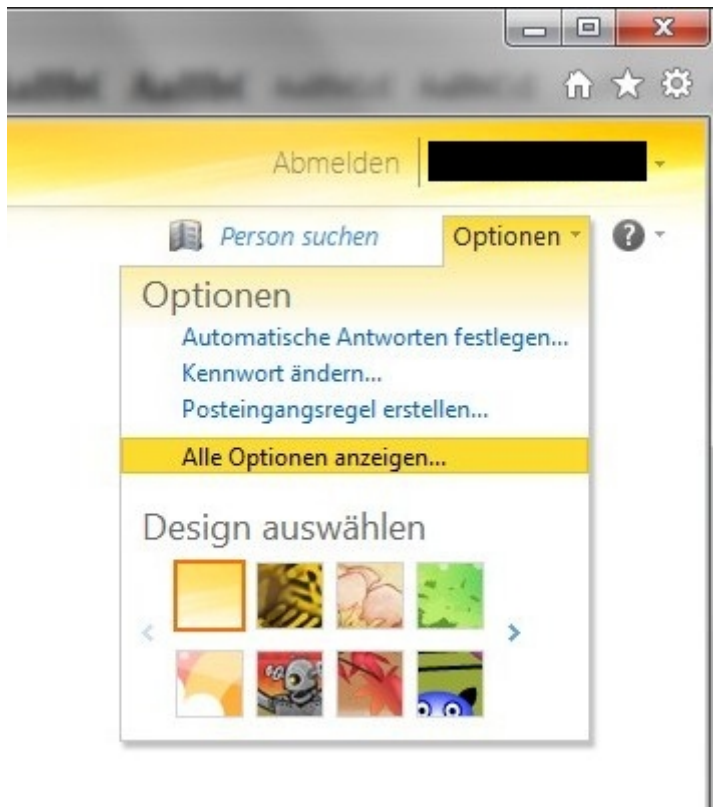 Abmelden
Person suchen
Optionen
?
Optionen
Automatische Antworten festlegen...
Kennwort ändern...
Posteingangsregel erstellen...
Alle Optionen anzeigen...
Design auswählen